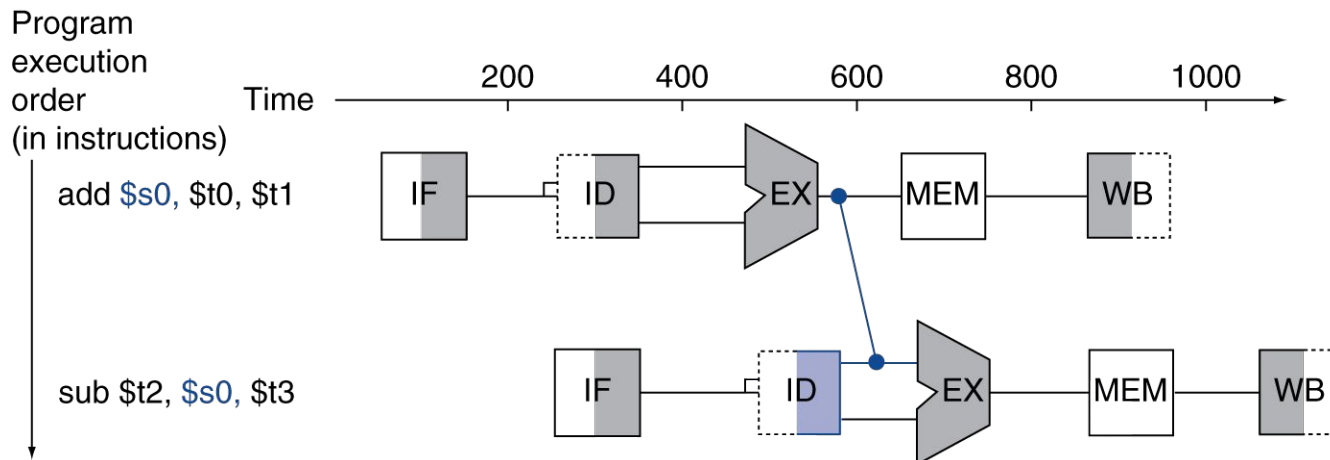 Program
execution
order
(in instructions)
Time
200 400 600 800 1000
add $s0, $t0, $t1
IF ID EX MEM WB
sub $t2, $s0, $t3
IF ID EX MEM WB